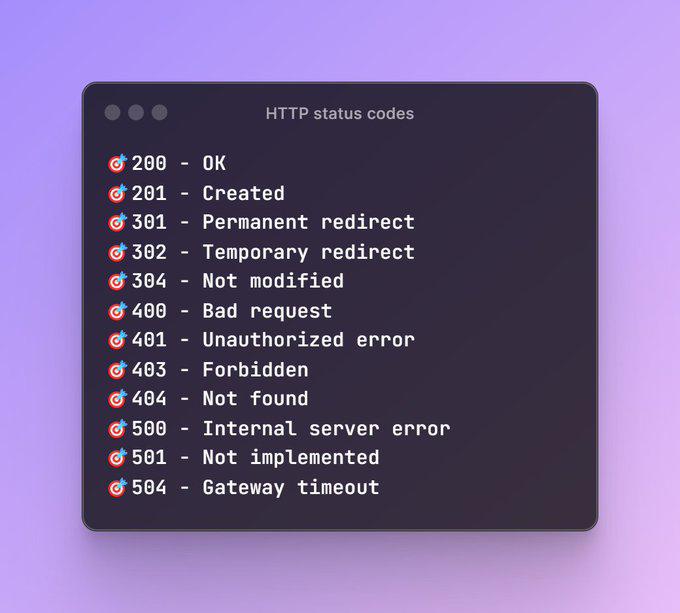 HTTP status codes
🎯200 - OK
🎯201 - Created
🎯301 - Permanent redirect
🎯302 - Temporary redirect
🎯304 - Not modified
🎯400 - Bad request
🎯401 - Unauthorized error
🎯403 - Forbidden
🎯404 - Not found
🎯500 - Internal server error
🎯501 - Not implemented
🎯504 - Gateway timeout